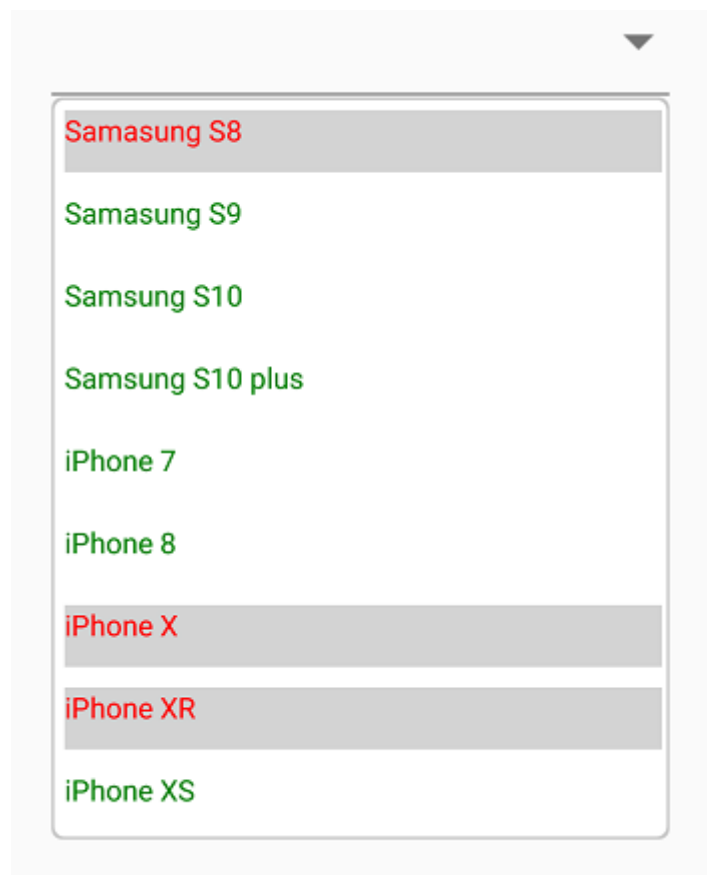 Samasung S8
Samasung S9
Samsung S10
Samsung S10 plus
iPhone 7
iPhone 8
iPhone X
iPhone XR
iPhone XS